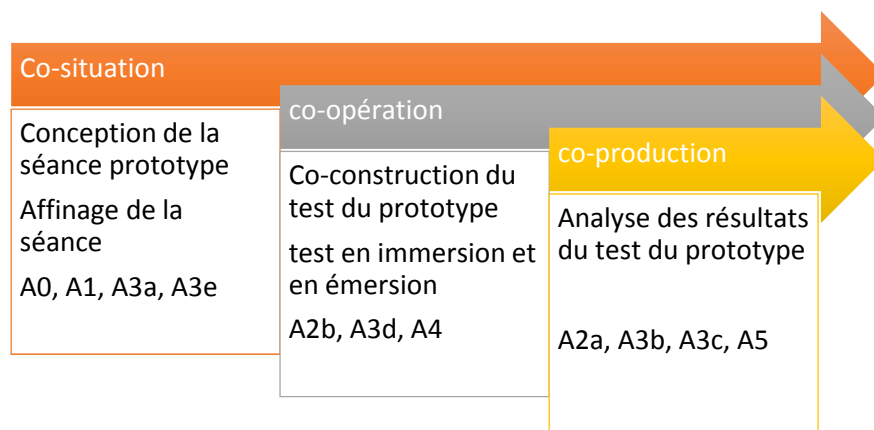 Co-situation
Conception de la
séance prototype
Affinage de la
séance
A0, A1, A3a, A3e
co-opération
Co-construction du
test du prototype
test en immersion et
en émersion
A2b, A3d, A4
co-production
Analyse des résultats
du test du prototype
A2a, A3b, A3c, A5